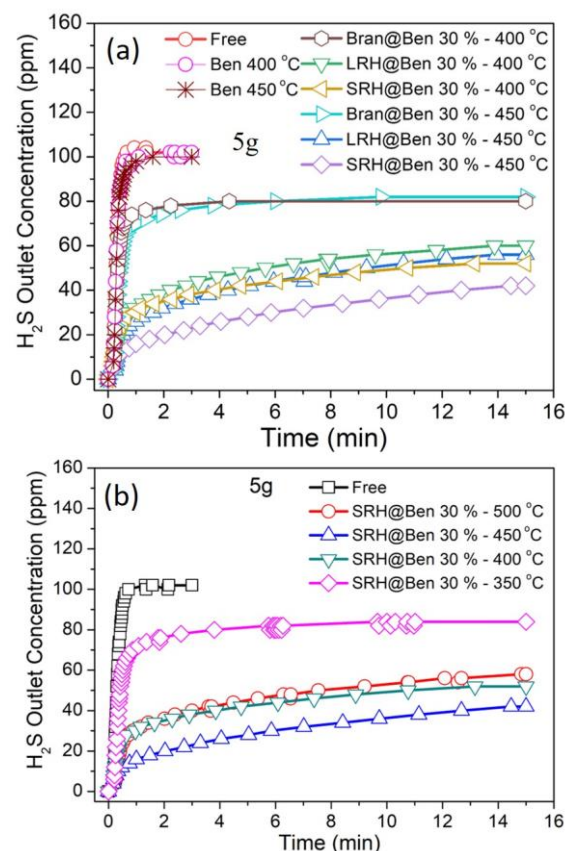 (a)
Free
Ben 400 °C
Ben 450 °C
Bran@Ben 30 % - 400 °C
LRH@Ben 30 % - 400 °C
SRH@Ben 30 % - 400 °C
Bran@Ben 30 % - 450 °C
LRH@Ben 30 % - 450 °C
SRH@Ben 30 % - 450 °C
5g
H2S Outlet Concentration (ppm)
160
140
120
100
80
60
40
20
0
0 2 4 6 8 10 12 14 16
Time (min)
(b)
5g
Free
SRH@Ben 30 % - 500 °C
SRH@Ben 30 % - 450 °C
SRH@Ben 30 % - 400 °C
SRH@Ben 30 % - 350 °C
H2S Outlet Concentration (ppm)
160
140
120
100
80
60
40
20
0
0 2 4 6 8 10 12 14 16
Time (min)